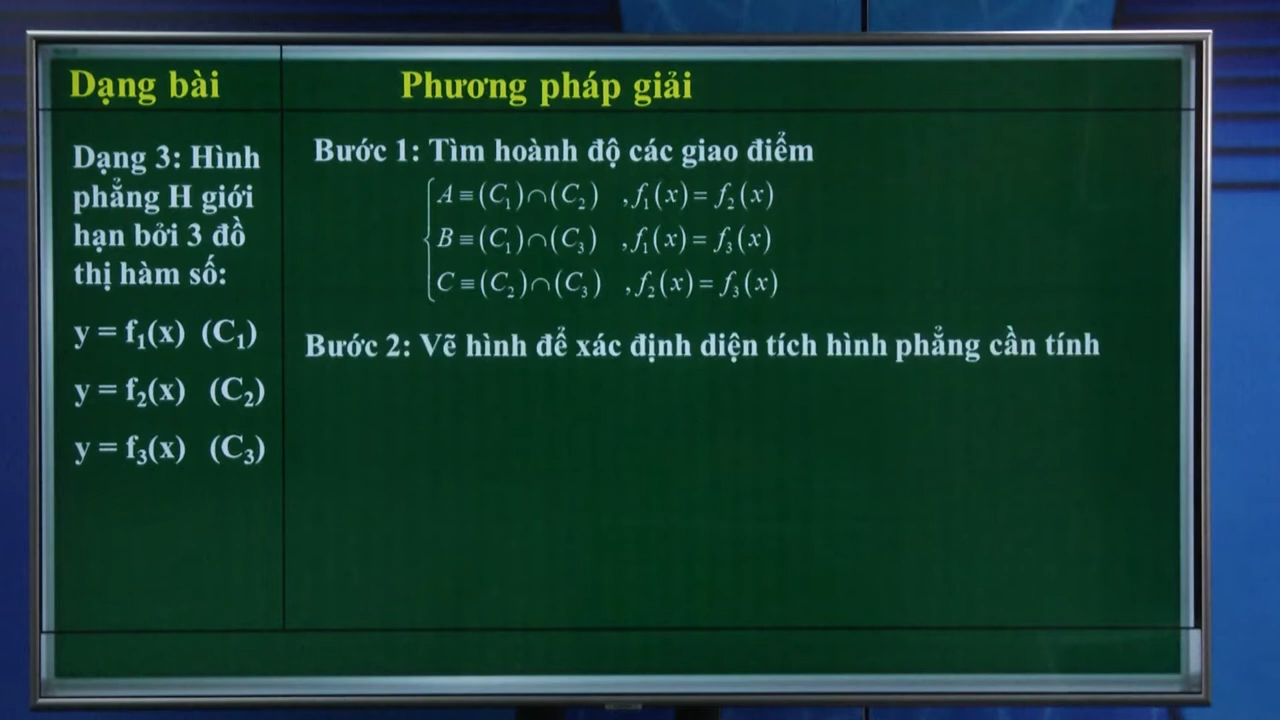 Dạng bài
Phương pháp giải
Dạng 3: Hình
phẳng H giới
hạn bởi 3 đồ
thị hàm số:
y = f₁(x) (C₁)
y = f₂(x) (C₂)
y = f₃(x) (C₃)
Bước 1: Tìm hoành độ các giao điểm
A ≡ (C₁)∩(C₂) , f₁(x) = f₂(x)
B ≡ (C₁)∩(C₃) , f₁(x) = f₃(x)
C ≡ (C₂)∩(C₃) , f₂(x) = f₃(x)
Bước 2: Vẽ hình để xác định diện tích hình phẳng cần tính